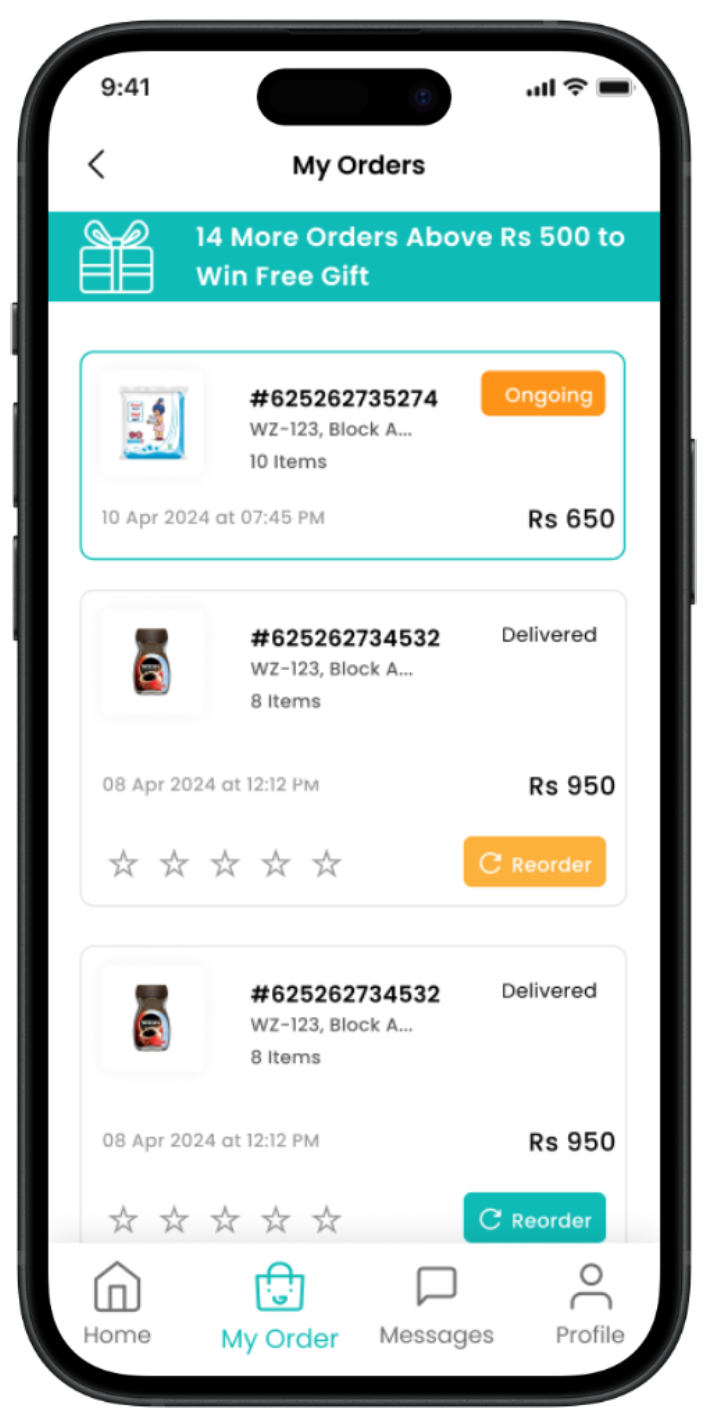 9:41
My Orders
14 More Orders Above Rs 500 to
Win Free Gift
#625262735274
Ongoing
WZ-123, Block A...
10 Items
10 Apr 2024 at 07:45 PM
Rs 650
#625262734532
Delivered
WZ-123, Block A...
8 Items
08 Apr 2024 at 12:12 PM
Rs 950
Reorder
#625262734532
Delivered
WZ-123, Block A...
8 Items
08 Apr 2024 at 12:12 PM
Rs 950
Reorder
Home
My Order
Messages
Profile